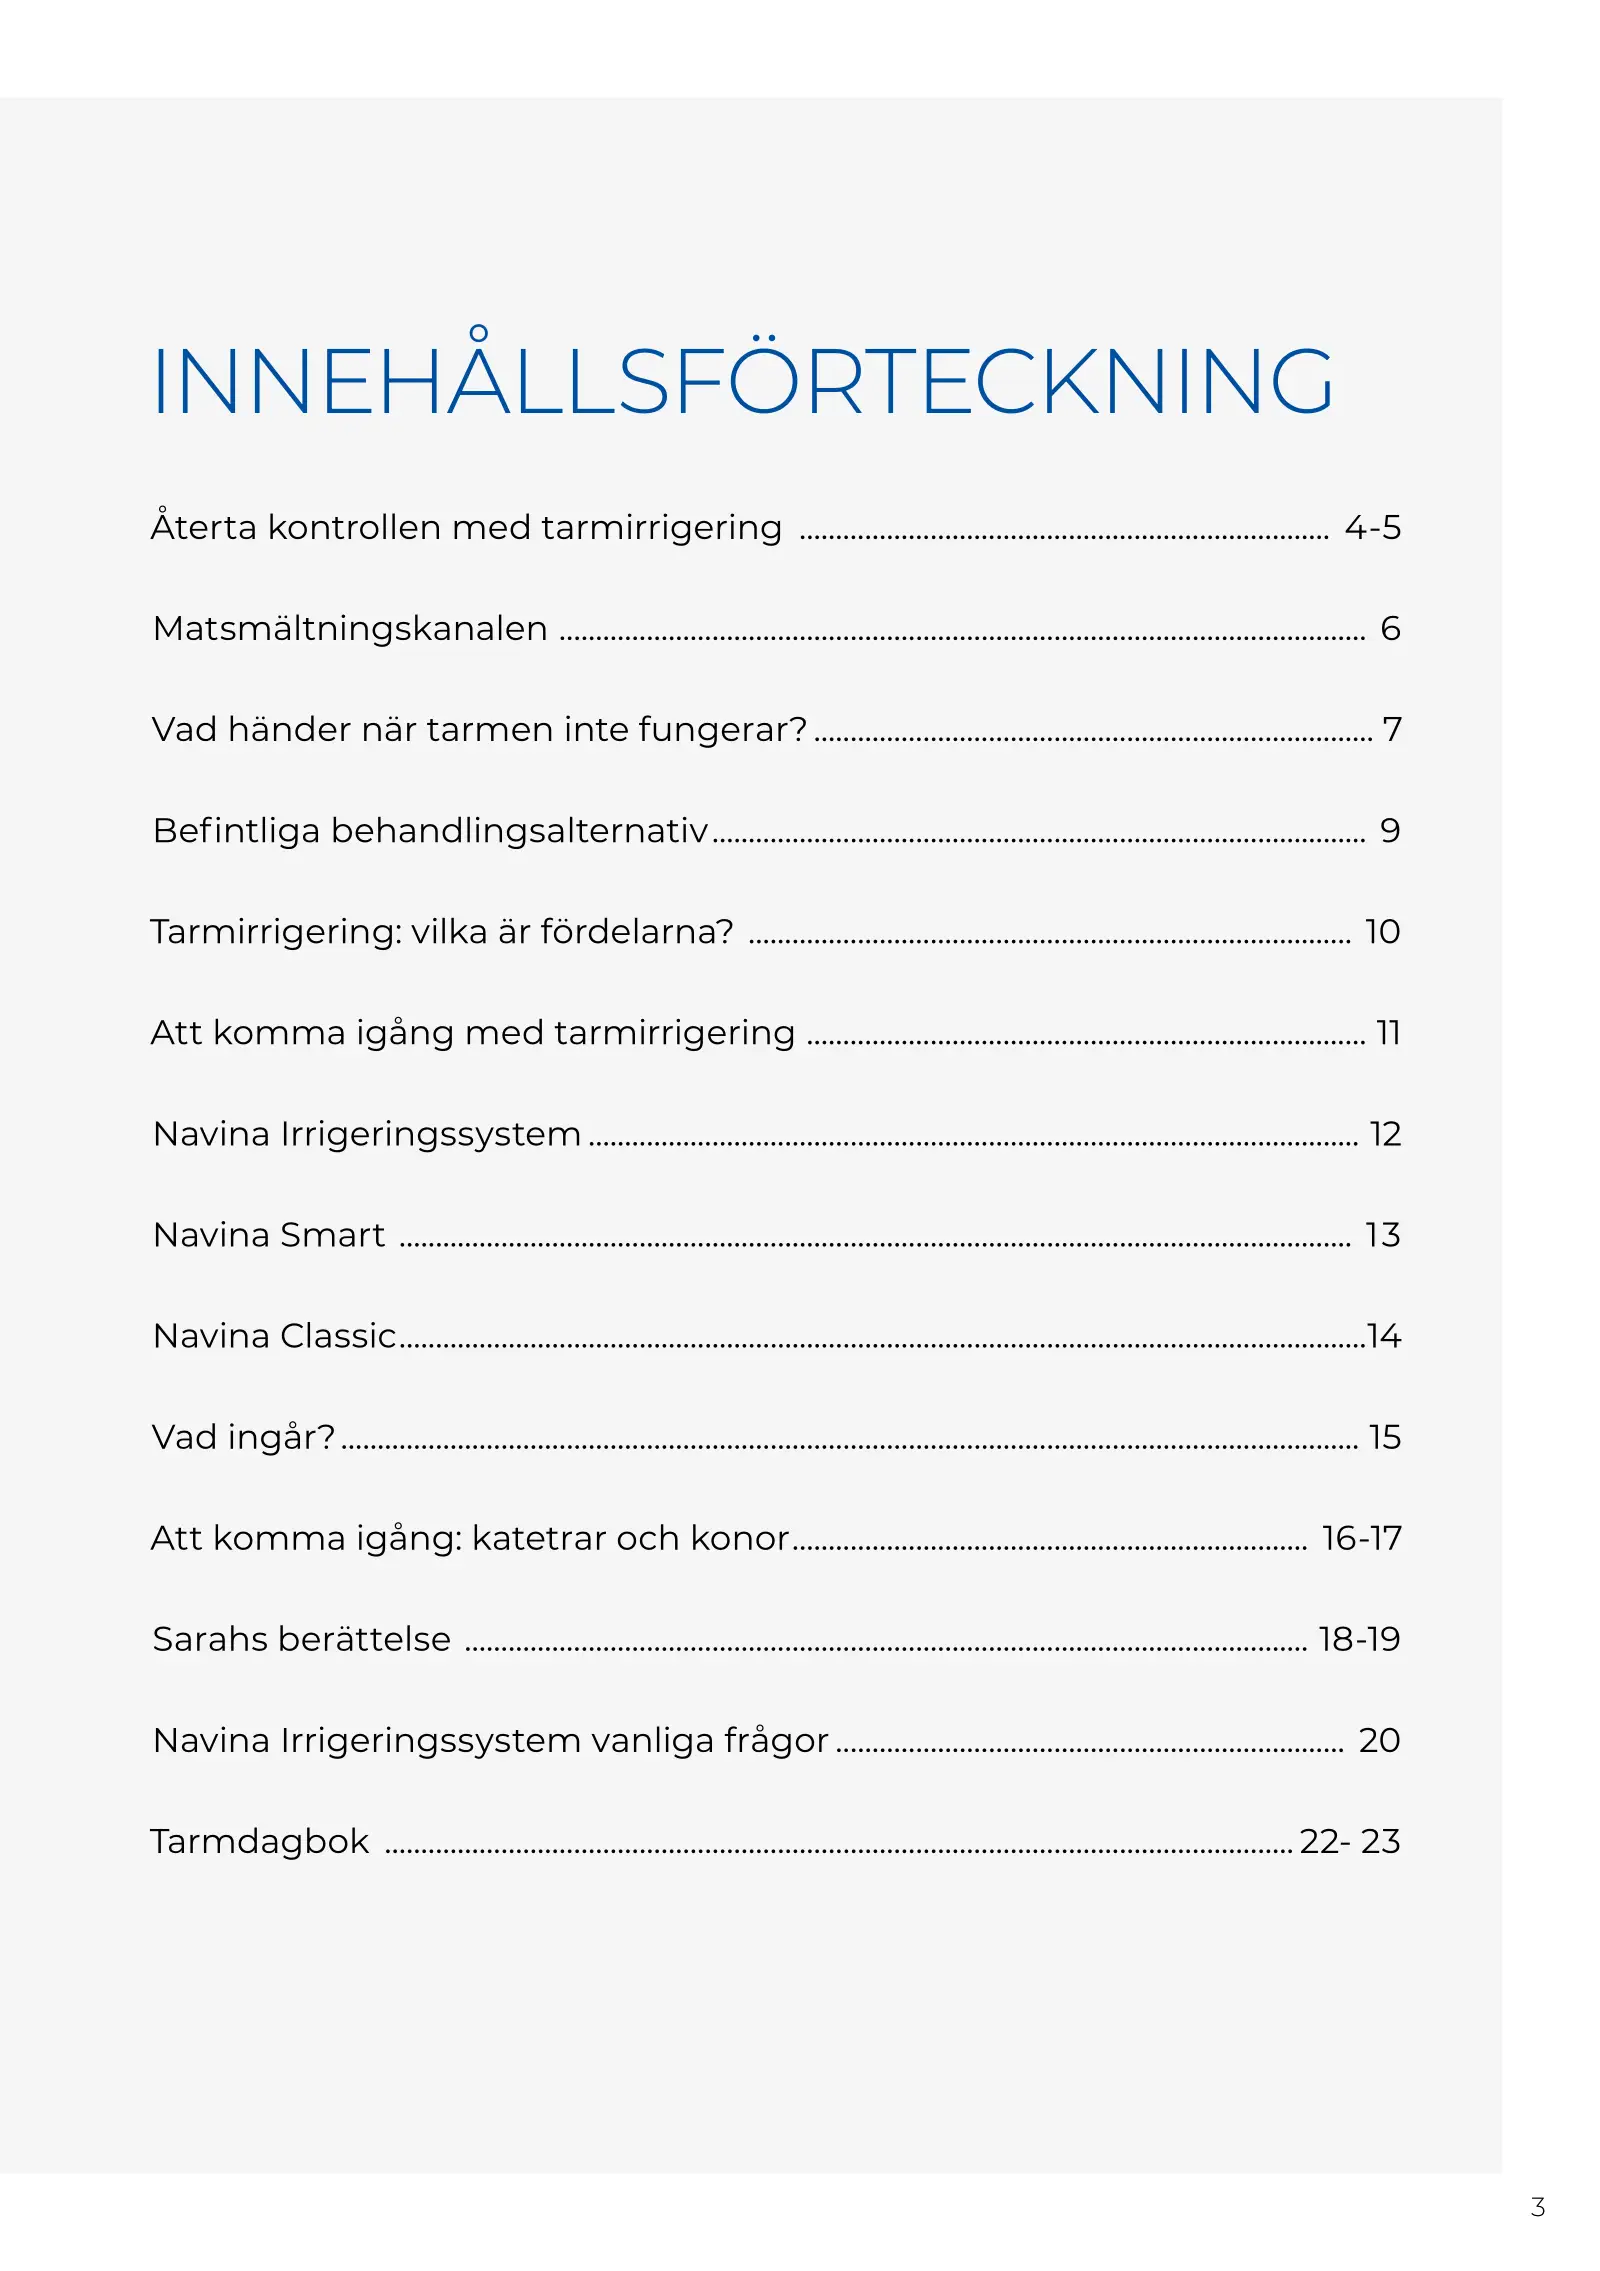 INNEHÅLLSFÖRTECKNING
Återta kontrollen med tarmirrigering ......................................................................... 4-5
Matsmältningskanalen ................................................................................................................ 6
Vad händer när tarmen inte fungerar? ............................................................................. 7
Befintliga behandlingsalternativ .......................................................................................... 9
Tarmirrigering: vilka är fördelarna? ................................................................................... 10
Att komma igång med tarmirrigering ............................................................................. 11
Navina Irrigeringssystem .......................................................................................................... 12
Navina Smart ................................................................................................................................... 13
Navina Classic .....................................................................................................................................14
Vad ingår? ............................................................................................................................................ 15
Att komma igång: katetrar och konor ....................................................................... 16-17
Sarahs berättelse .................................................................................................................... 18-19
Navina Irrigeringssystem vanliga frågor ...................................................................... 20
Tarmdagbok ............................................................................................................................. 22- 23
3